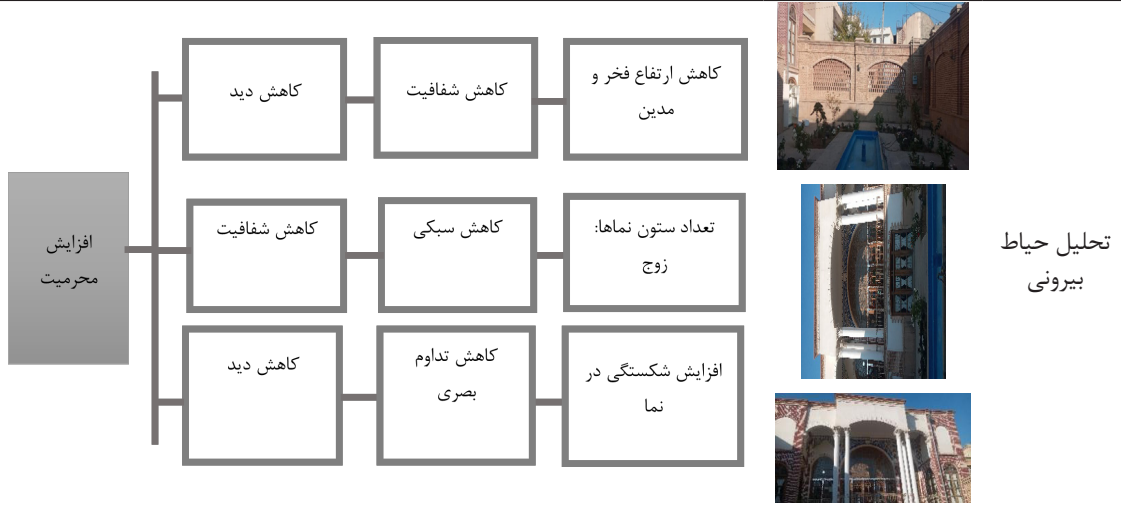 تحلیل حیاط
بیرونی
کاهش ارتفاع فخر و
مدین
کاهش شفافیت
کاهش دید
تعداد ستون نماها:
زوج
کاهش سبکی
کاهش شفافیت
افزایش شکستگی در
نما
کاهش تداوم
بصری
کاهش دید
افزایش
محرمیت